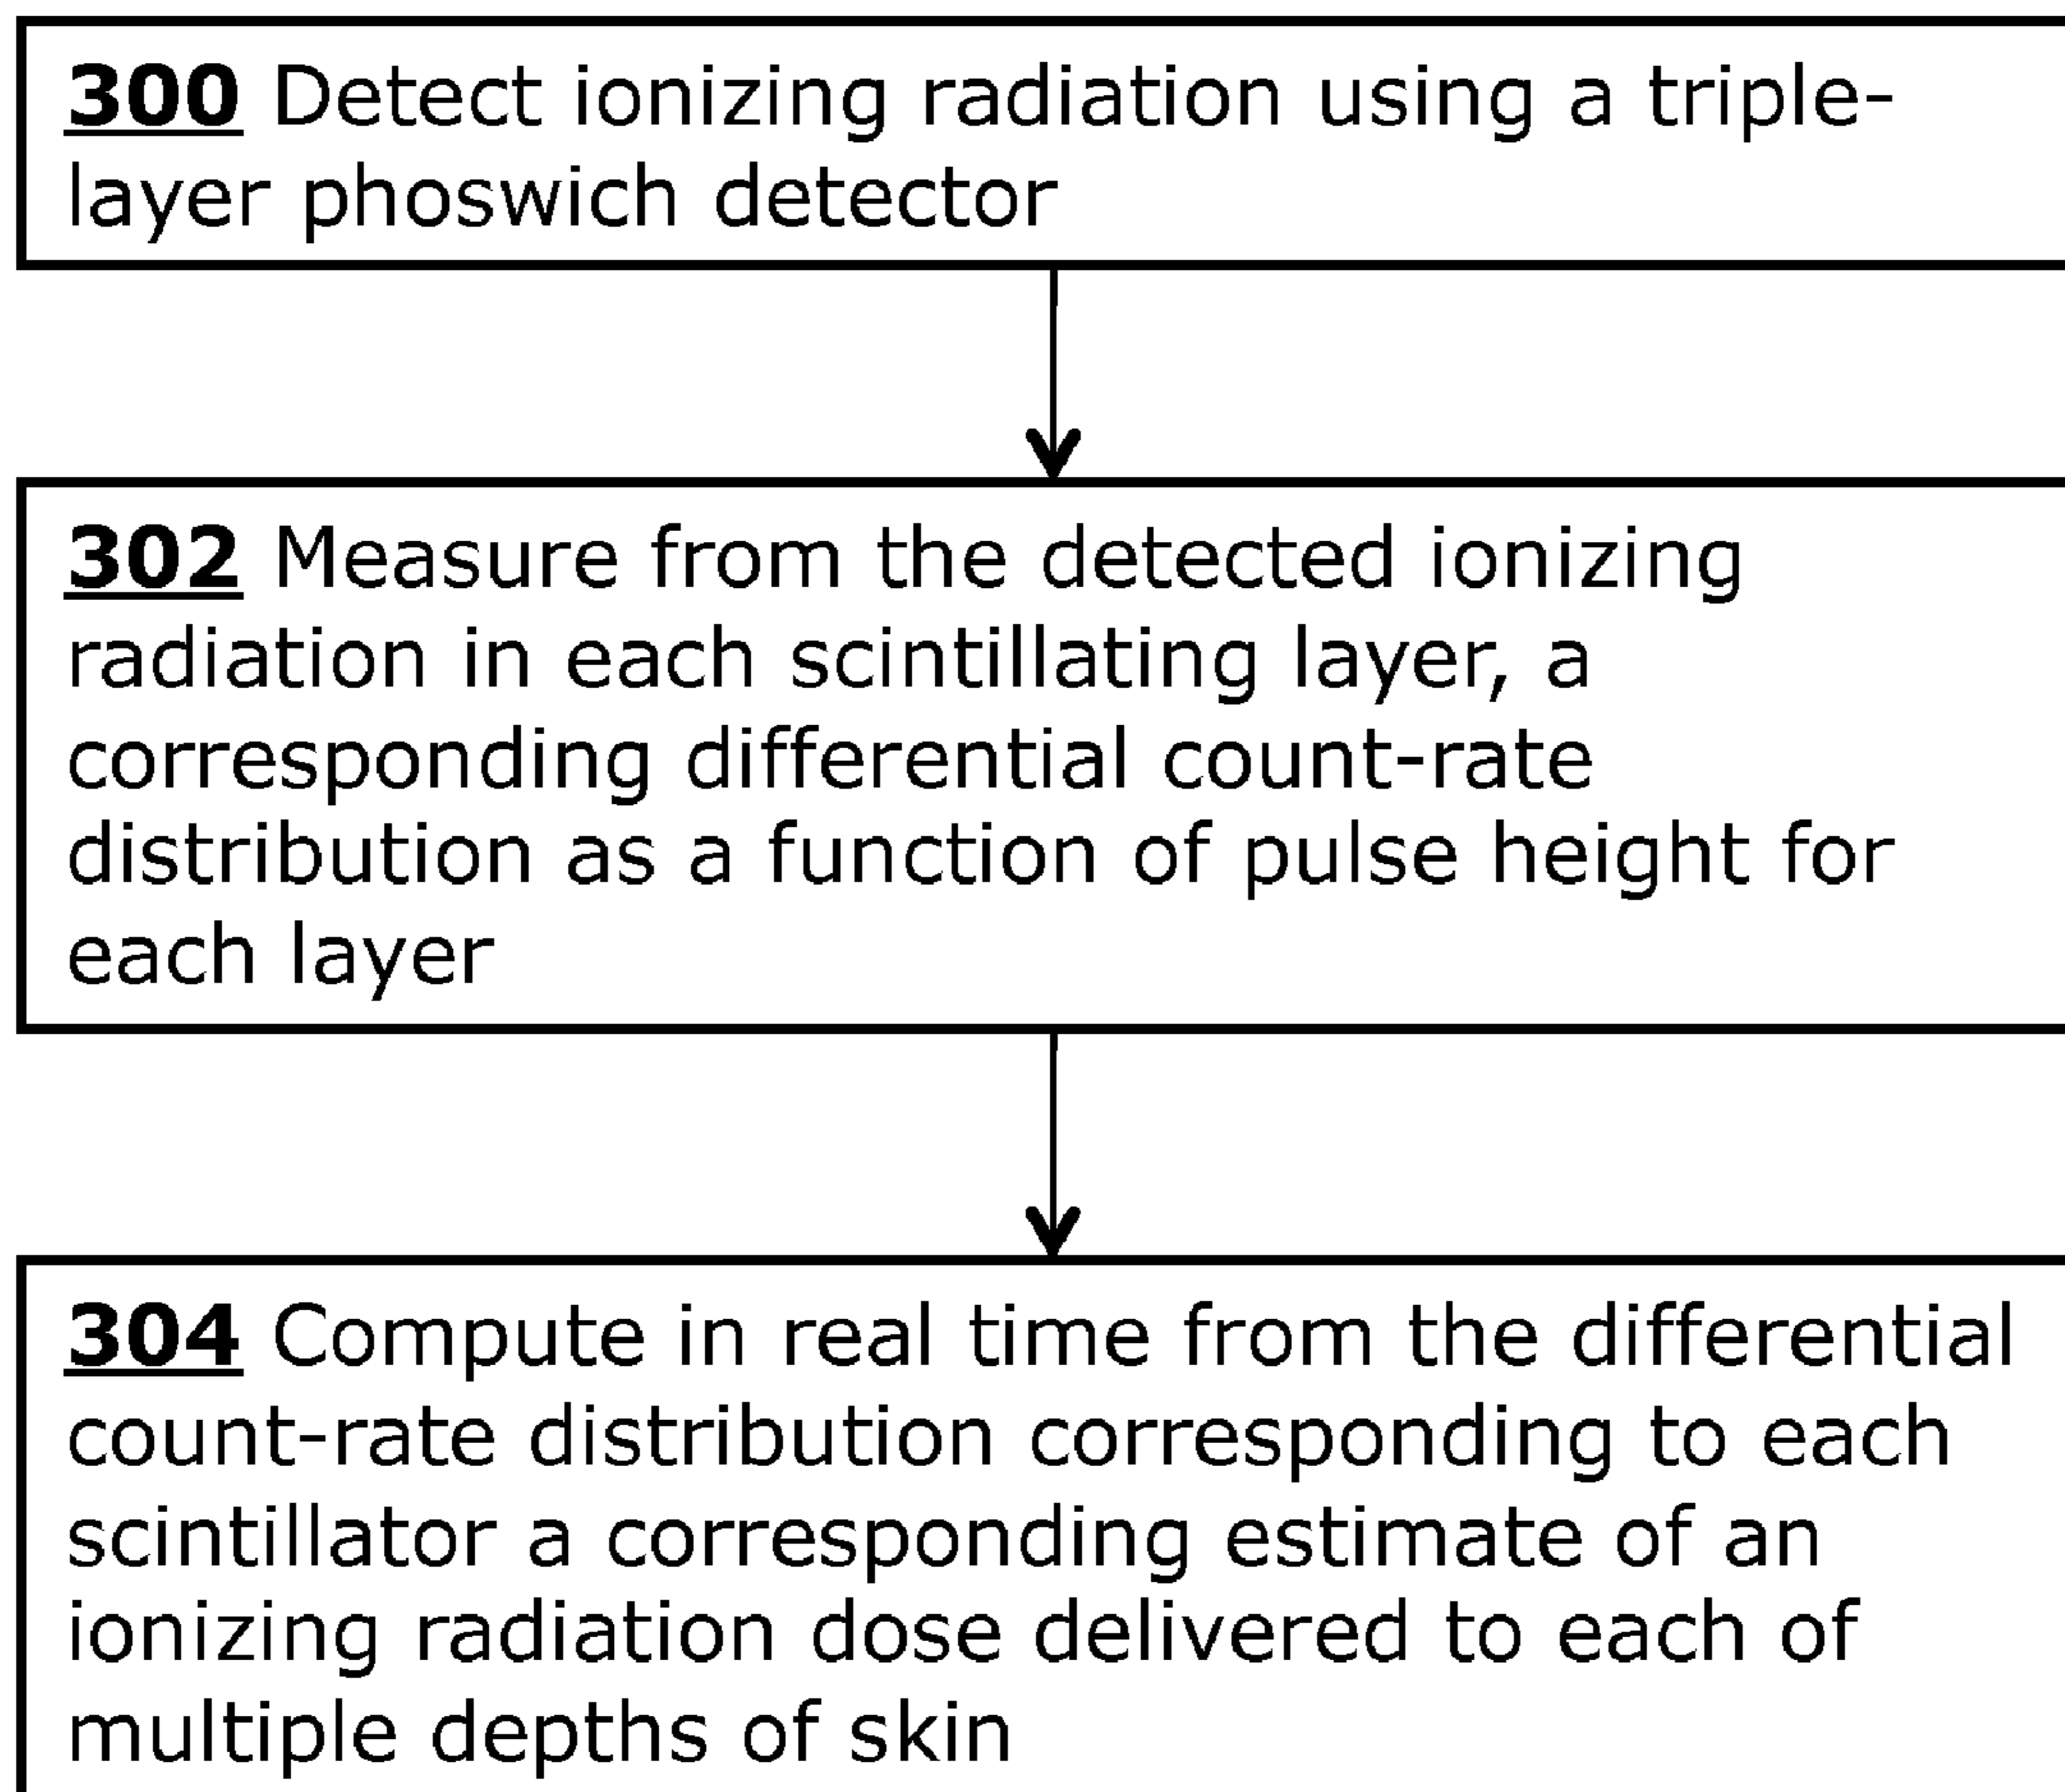 300 Detect ionizing radiation using a triple-
layer phoswich detector
302 Measure from the detected ionizing
radiation in each scintillating layer, a
corresponding differential count-rate
distribution as a function of pulse height for
each layer
304 Compute in real time from the differential
count-rate distribution corresponding to each
scintillator a corresponding estimate of an
ionizing radiation dose delivered to each of
multiple depths of skin